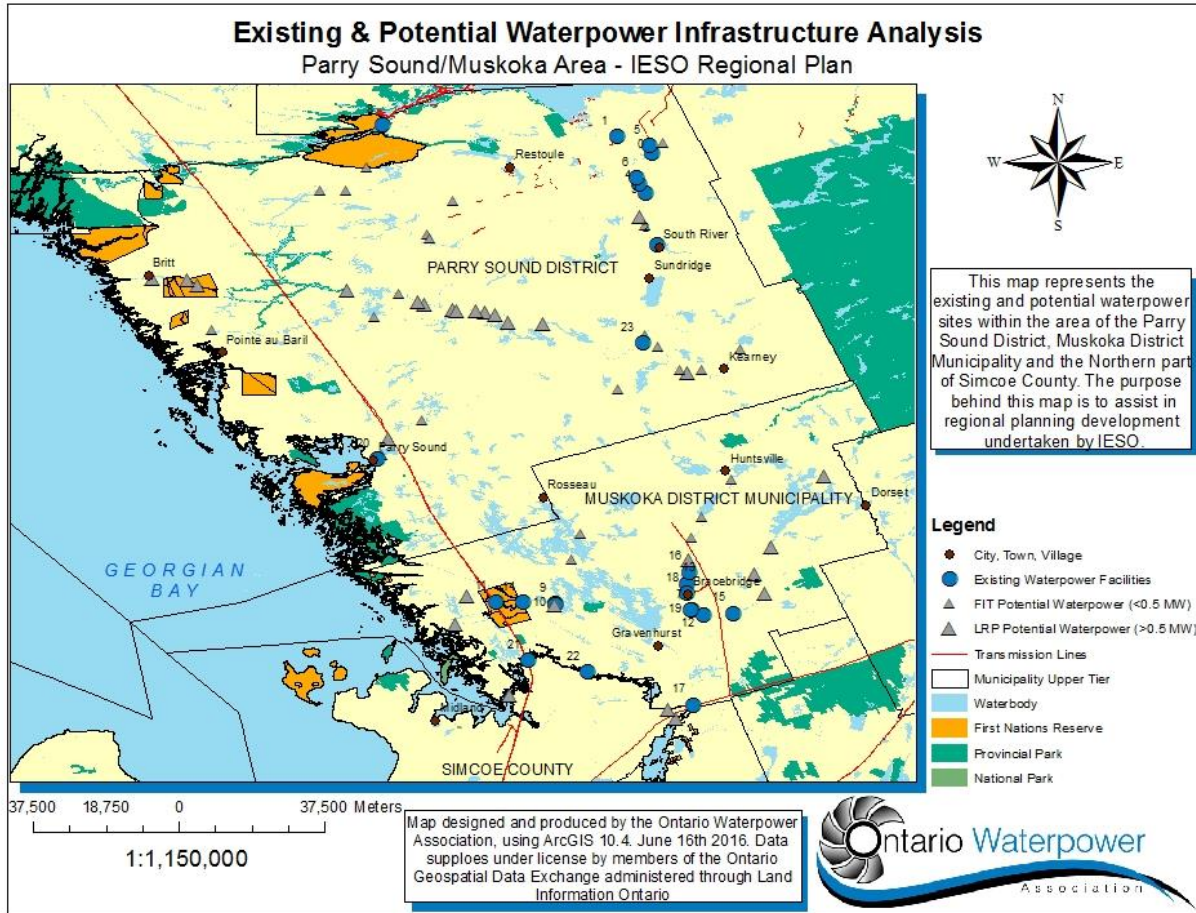 Existing & Potential Waterpower Infrastructure Analysis
Parry Sound/Muskoka Area - IESO Regional Plan
N
W
E
S
1
5
0
6
4
Restoule
South River
Sundridge
PARRY SOUND DISTRICT
Britt
23
Pointe au Baril
Kearney
20
Parry Sound
Huntsville
Rosseau
MUSKOKA DISTRICT MUNICIPALITY
Dorset
GEORGIAN
BAY
16
18
Bracebridge
9
10
15
19
12
Gravenhurst
21
22
17
Midland
SIMCOE COUNTY
This map represents the
existing and potential waterpower
sites within the area of the Parry
Sound District, Muskoka District
Municipality and the Northern part
of Simcoe County. The purpose
behind this map is to assist in
regional planning development
undertaken by IESO.
Legend
City, Town, Village
Existing Waterpower Facilities
FIT Potential Waterpower (<0.5 MW)
LRP Potential Waterpower (>0.5 MW)
Transmission Lines
Municipality Upper Tier
Waterbody
First Nations Reserve
Provincial Park
National Park
37,500 18,750 0 37,500 Meters
1:1,150,000
Map designed and produced by the Ontario Waterpower
Association, using ArcGIS 10.4. June 16th 2016. Data
supploes under license by members of the Ontario
Geospatial Data Exchange administered through Land
Information Ontario
Ontario Waterpower
Association